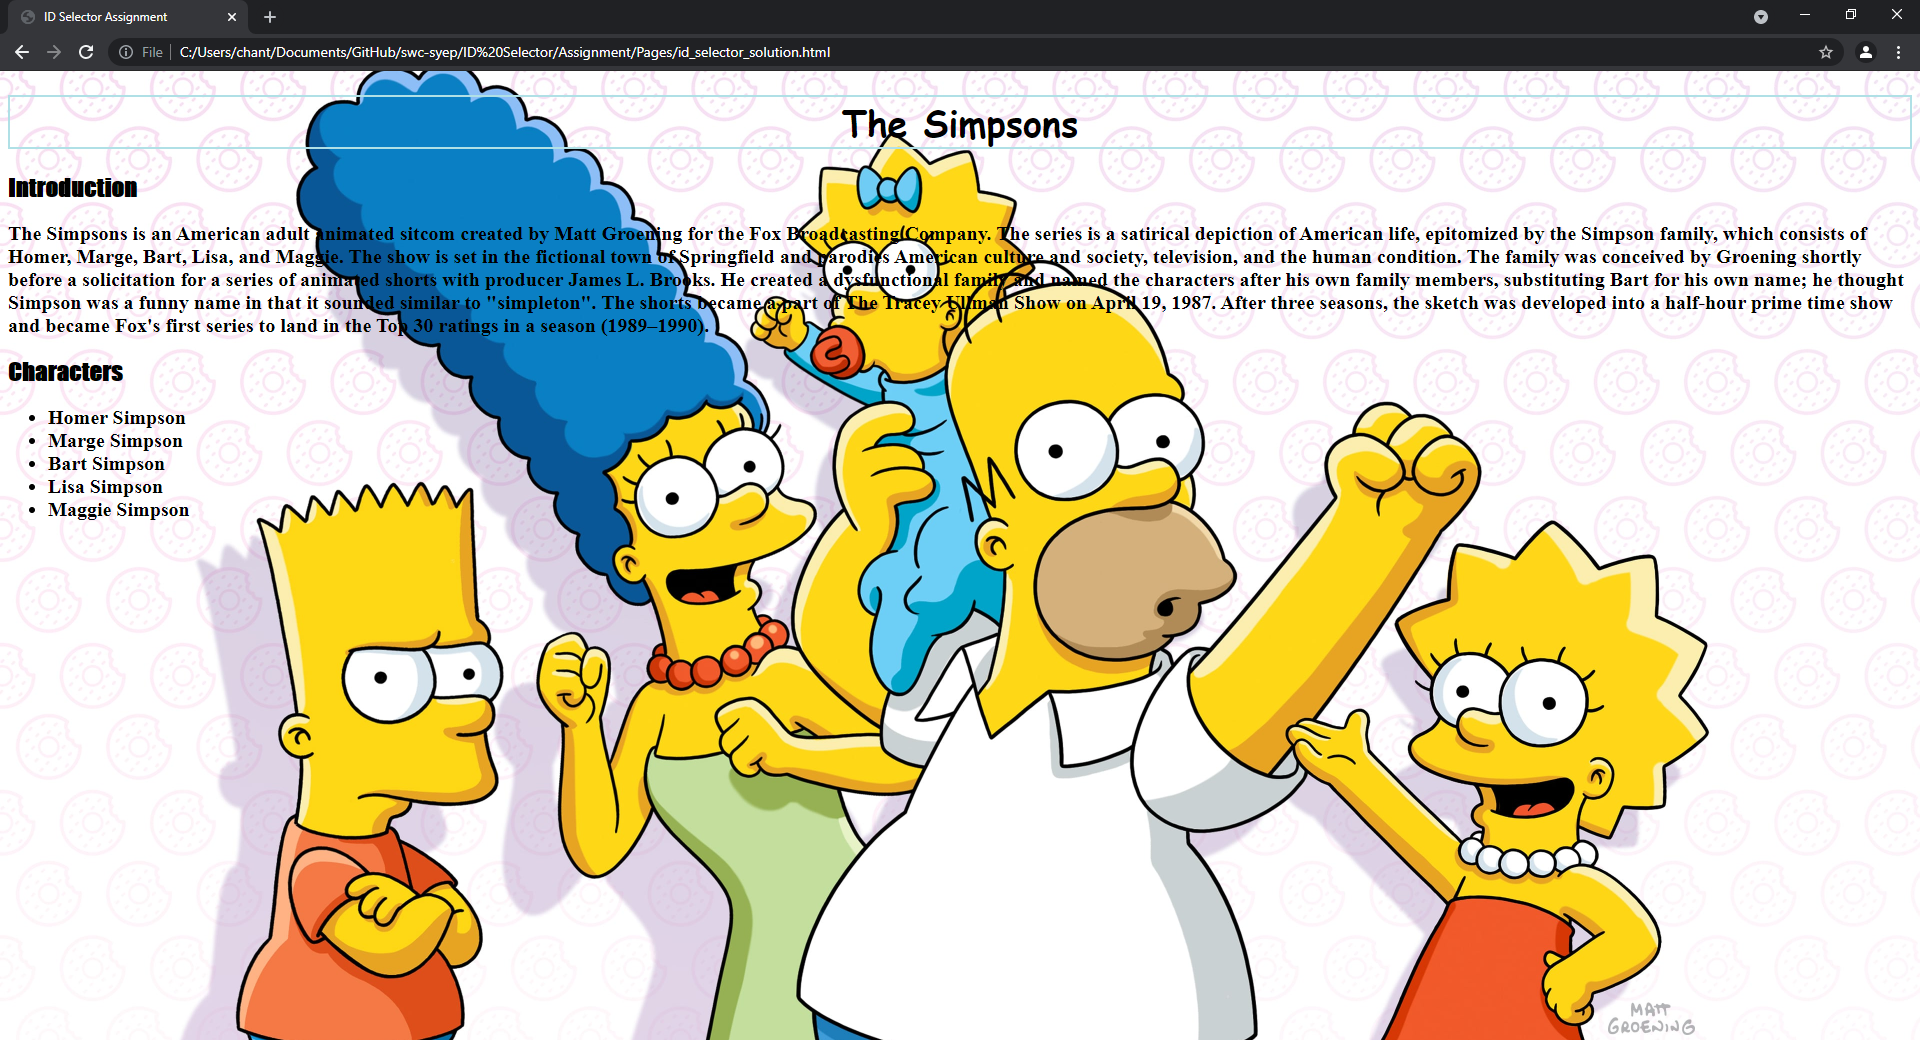 ID Selector Assignment
File
C:/Users/chant/Documents/GitHub/swc-syep/ID%20Selector/Assignment/Pages/id_selector_solution.html
The Simpsons
Introduction
The Simpsons is an American adult animated sitcom created by Matt Groening for the Fox Broadcasting Company. The series is a satirical depiction of American life, epitomized by the Simpson family, which consists of
Homer, Marge, Bart, Lisa, and Maggie. The show is set in the fictional town of Springfield and parodies American culture and society, television, and the human condition. The family was conceived by Groening shortly
before a solicitation for a series of animated shorts with producer James L. Brooks. He created a dysfunctional family and named the characters after his own family members, substituting Bart for his own name; he thought
Simpson was a funny name in that it sounded similar to "simpleton". The shorts became a part of The Tracey Ullman Show on April 19, 1987. After three seasons, the sketch was developed into a half-hour prime time show
and became Fox's first series to land in the Top 30 ratings in a season (1989–1990).
Characters
• Homer Simpson
• Marge Simpson
• Bart Simpson
• Lisa Simpson
• Maggie Simpson
MATT
GROENING